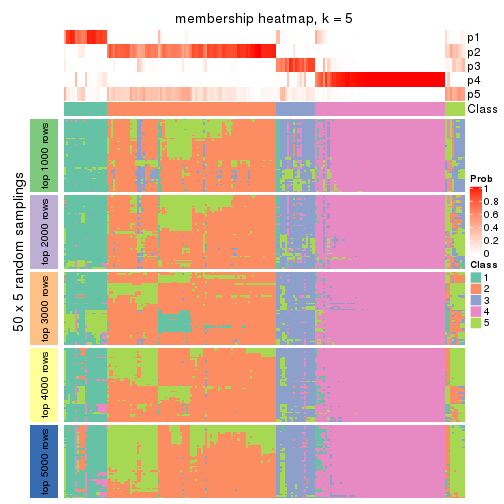 membership heatmap, k = 5
p1
p2
p3
p4
p5
Class
50 x 5 random samplings
top 1000 rows
top 2000 rows
top 3000 rows
top 4000 rows
top 5000 rows
Prob
1
0.8
0.6
0.4
0.2
0
Class
1
2
3
4
5